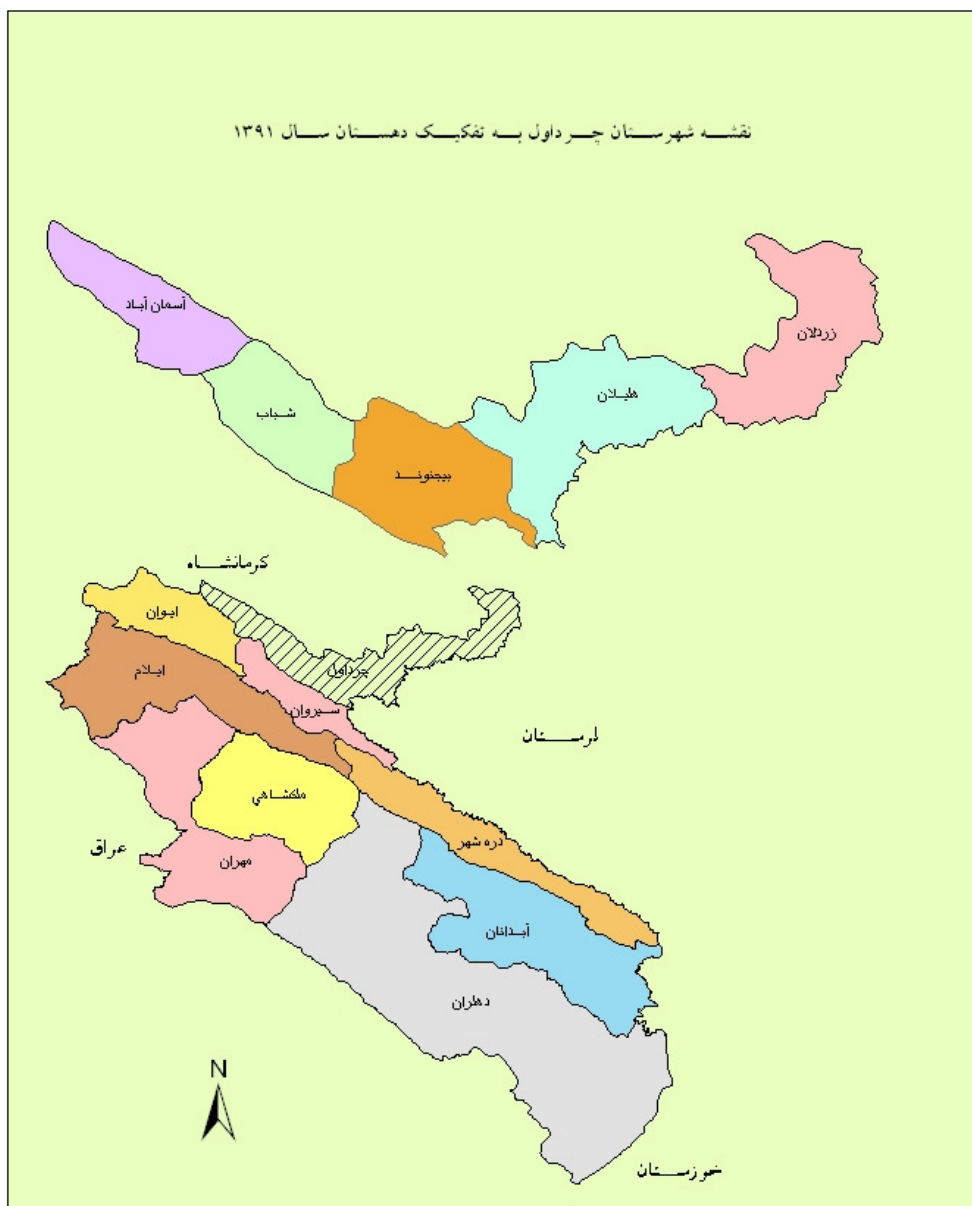 نقشه شهرستان چرداول به تفکیک دهستان سال ۱۳۹۱
آسمان آباد
زردلان
هلیلان
شباب
بیجنوند
کرمانشاه
ایوان
چرداول
ایلام
سیروان
لرستان
ملکشاهی
دره شهر
عراق
مهران
آبدانان
دهلران
N
خوزستان